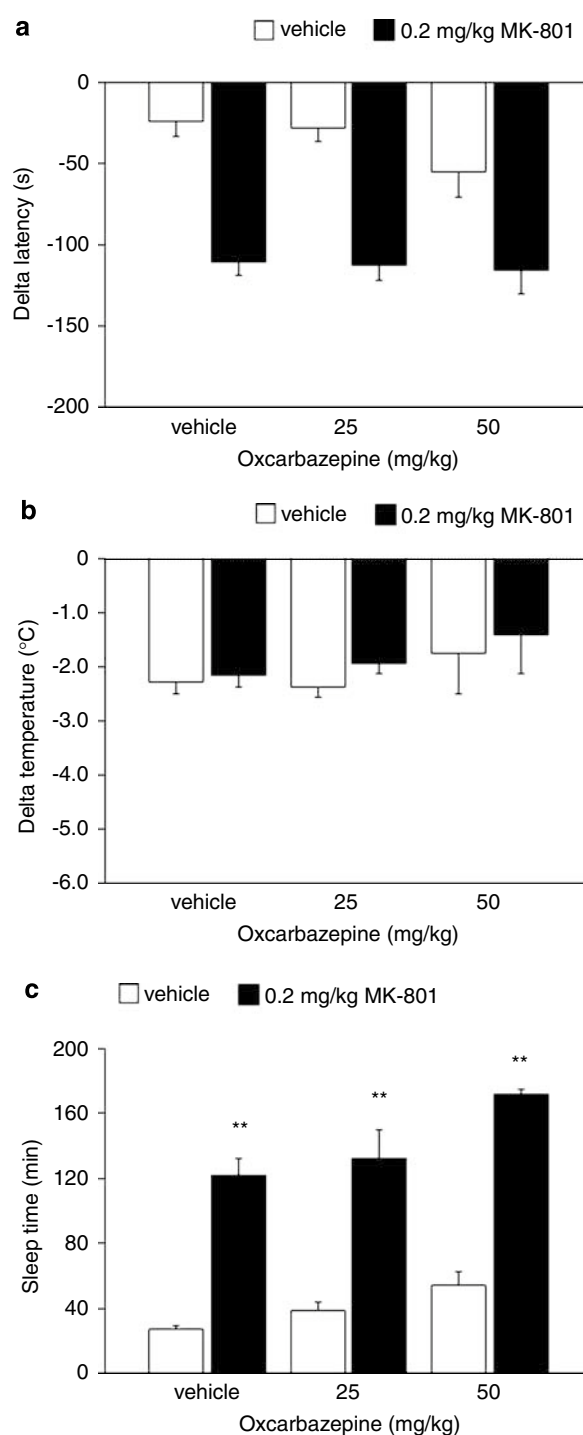 a
vehicle 0.2 mg/kg MK-801
0
-50
-100
-150
-200
Delta latency (s)
vehicle 25 50
Oxcarbazepine (mg/kg)
b
vehicle 0.2 mg/kg MK-801
0
-1.0
-2.0
-3.0
-4.0
-5.0
-6.0
Delta temperature (°C)
vehicle 25 50
Oxcarbazepine (mg/kg)
c
vehicle 0.2 mg/kg MK-801
200
160
120
80
40
0
Sleep time (min)
** ** **
vehicle 25 50
Oxcarbazepine (mg/kg)